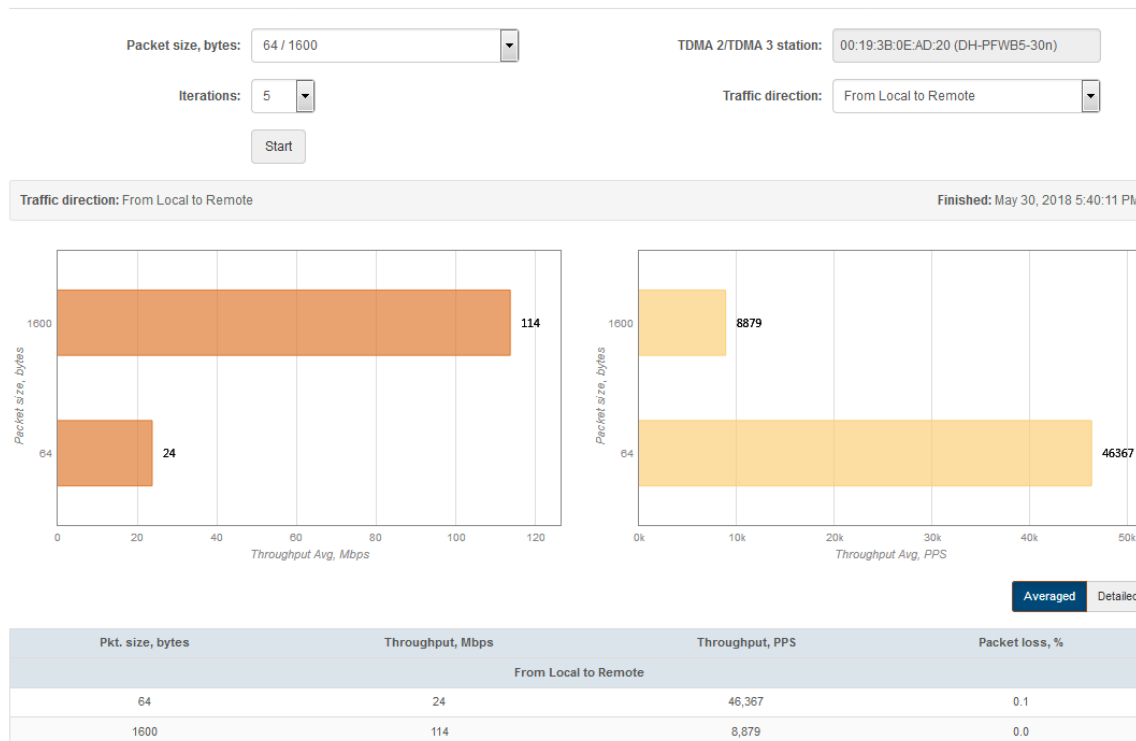 Packet size, bytes: 64 / 1600 TDMA 2/TDMA 3 station: 00:19:3B:0E:AD:20 (DH-PFWB5-30n)
Iterations: 5 Traffic direction: From Local to Remote
Start
Traffic direction: From Local to Remote Finished: May 30, 2018 5:40:11 PM
Packet size, bytes
1600
114
64
24
0 20 40 60 80 100 120
Throughput Avg, Mbps
Packet size, bytes
1600
8879
64
46367
0k 10k 20k 30k 40k 50k
Throughput Avg, PPS
Averaged Detailed
Pkt. size, bytes Throughput, Mbps Throughput, PPS Packet loss, %
From Local to Remote
64 24 46,367 0.1
1600 114 8,879 0.0